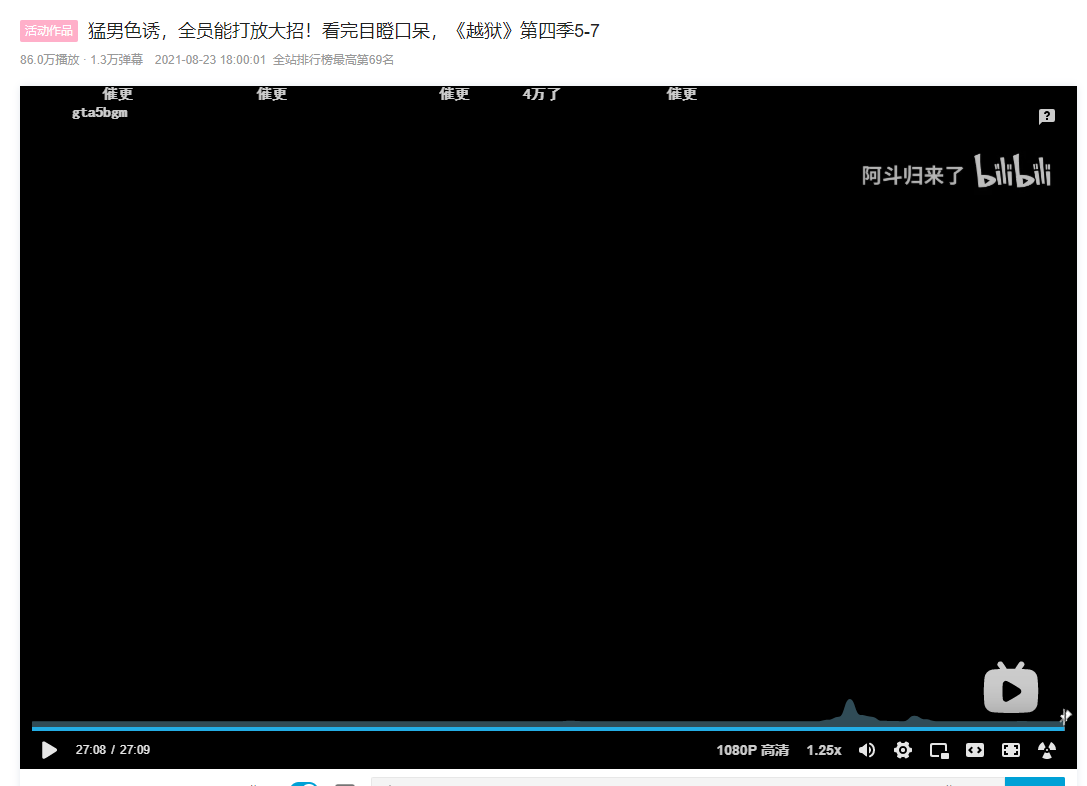 活动作品 猛男色诱，全员能打放大招！看完目瞪口呆，《越狱》第四季5-7
86.0万播放 · 1.3万弹幕 2021-08-23 18:00:01 全站排行榜最高第69名
催更 催更 催更 4万了 催更
gta5bgm
?
阿斗归来了 bilibili
27:08 / 27:09 1080P 高清 1.25x